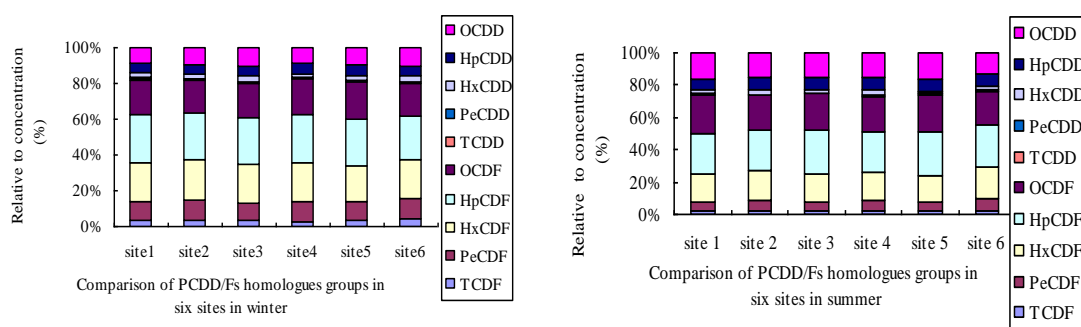 Relative to concentration
(%)
100%
80%
60%
40%
20%
0%
site1 site2 site3 site4 site5 site6
Comparison of PCDD/Fs homologues groups in
six sites in winter
OCDD
HpCDD
HxCDD
PeCDD
TCDD
OCDF
HpCDF
HxCDF
PeCDF
TCDF
Relative to concentration
(%)
100%
80%
60%
40%
20%
0%
site 1 site 2 site 3 site 4 site 5 site 6
Comparison of PCDD/Fs homologues groups in
six sites in summer
OCDD
HpCDD
HxCDD
PeCDD
TCDD
OCDF
HpCDF
HxCDF
PeCDF
TCDF